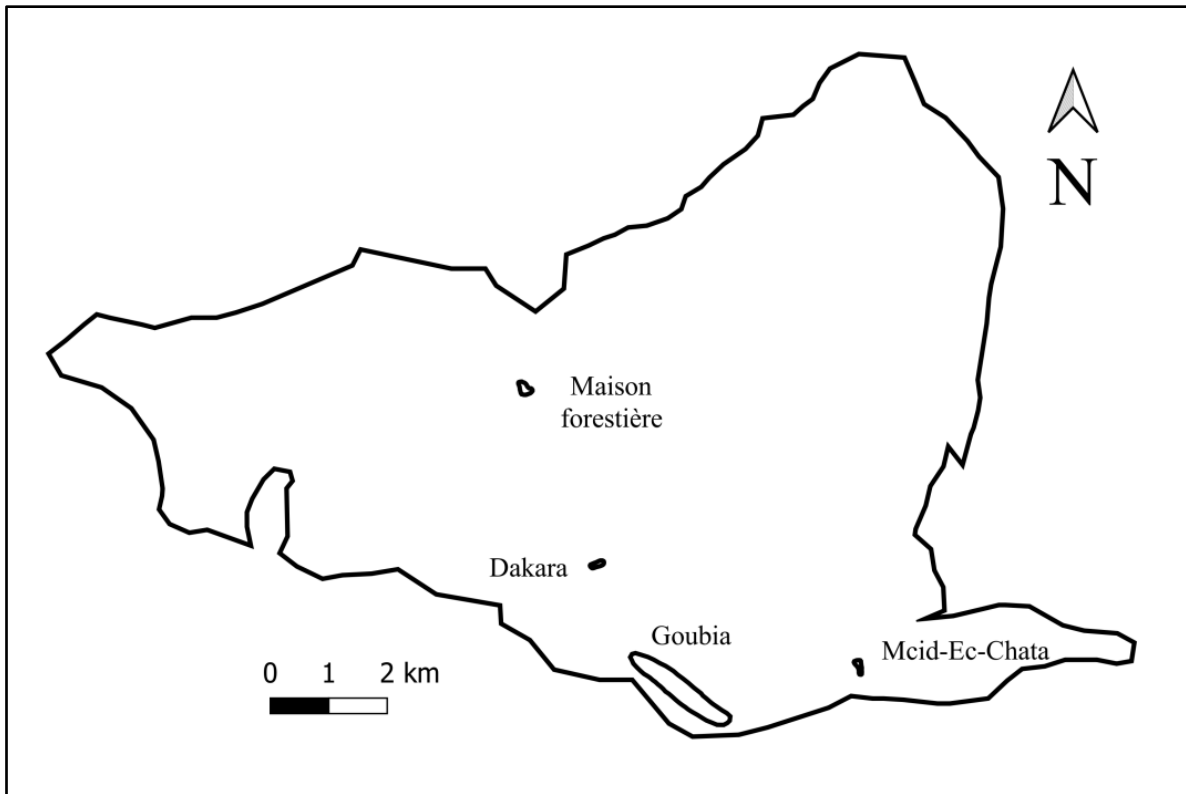 N
Maison
forestière
Dakara
Goubia
Mcid-Ec-Chata
0 1 2 km